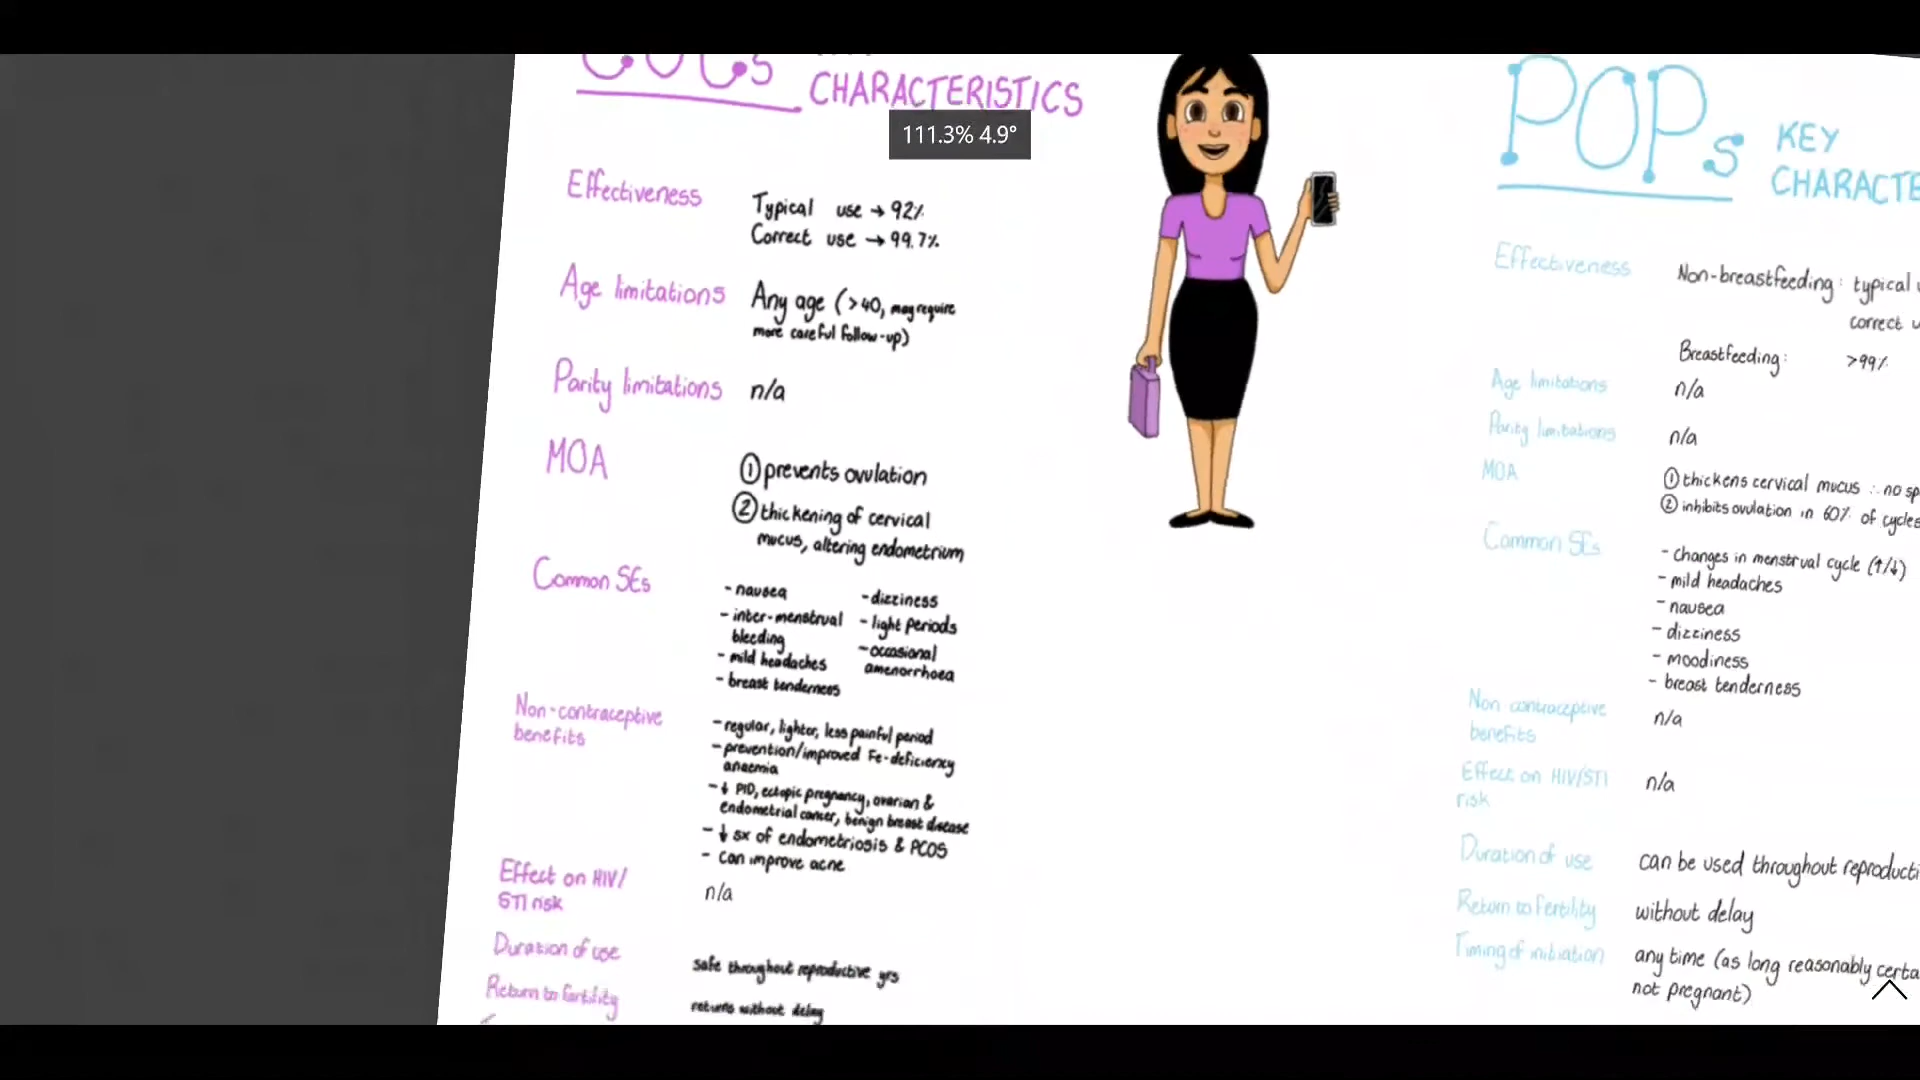 COCs
CHARACTERISTICS
111.3% 4.9°
Effectiveness
Typical use → 92%
Correct use → 99.7%
Age limitations
Any age (>40, may require
more careful follow-up)
Parity limitations
n/a
MOA
① prevents ovulation
② thickening of cervical
mucus, altering endometrium
Common SEs
- nausea
- inter-menstrual
bleeding
- mild headaches
- breast tenderness
- dizziness
- light periods
- occasional
amenorrhoea
Non-contraceptive
benefits
- regular, lighter, less painful period
- prevention/improved Fe-deficiency
anaemia
- ↓ PID, ectopic pregnancy, ovarian &
endometrial cancer, benign breast disease
- ↓ sx of endometriosis & PCOS
- can improve acne
Effect on HIV/
STI risk
n/a
Duration of use
safe throughout reproductive yrs
Return to fertility
returns without delay
POPs
KEY
CHARACTE
Effectiveness
Non-breastfeeding: typical u
correct u
Breastfeeding: >99%
Age limitations
n/a
Parity limitations
n/a
MOA
① thickens cervical mucus ∴ no sp
② inhibits ovulation in 60% of cycles
Common SEs
- changes in menstrual cycle (↑/↓)
- mild headaches
- nausea
- dizziness
- moodiness
- breast tenderness
Non contraceptive
benefits
n/a
Effect on HIV/STI
risk
n/a
Duration of use
can be used throughout reproducti
Return to fertility
without delay
Timing of initiation
any time (as long reasonably certa
not pregnant)